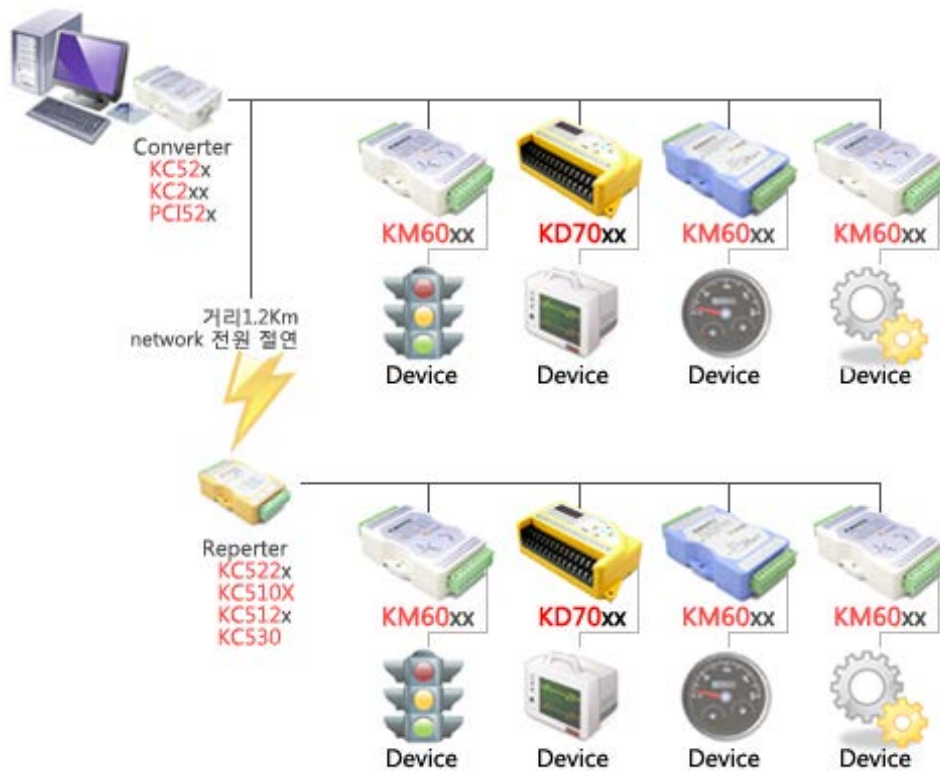 Converter
KC52x
KC2xx
PCI52x
KM60xx
KD70xx
KM60xx
KM60xx
Device
Device
Device
Device
거리1.2Km
network 전원 절연
Reperter
KC522x
KC510X
KC512x
KC530
KM60xx
KD70xx
KM60xx
KM60xx
Device
Device
Device
Device